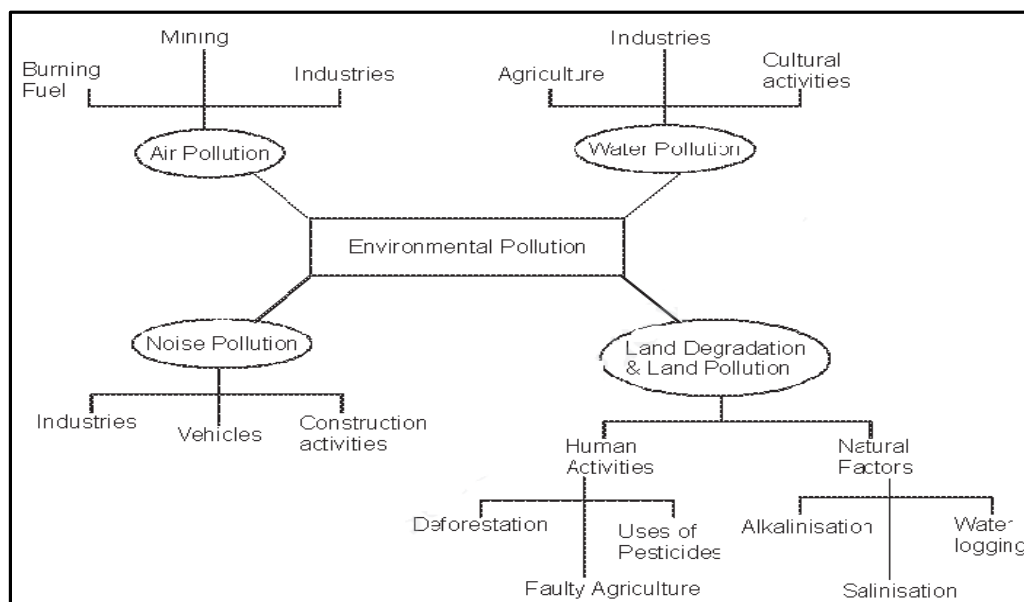 Mining
Burning
Fuel
Industries
Air Pollution
Industries
Agriculture
Cultural
activities
Water Pollution
Environmental Pollution
Noise Pollution
Industries
Vehicles
Construction
activities
Land Degradation
& Land Pollution
Human
Activities
Natural
Factors
Deforestation
Uses of
Pesticides
Faulty Agriculture
Alkalinisation
Water
logging
Salinisation